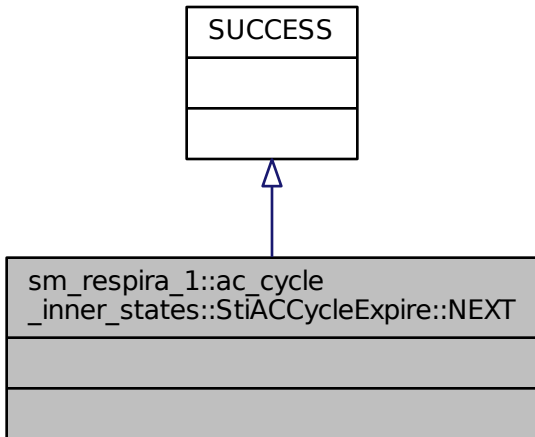 SUCCESS
sm_respira_1::ac_cycle
_inner_states::StiACCycleExpire::NEXT